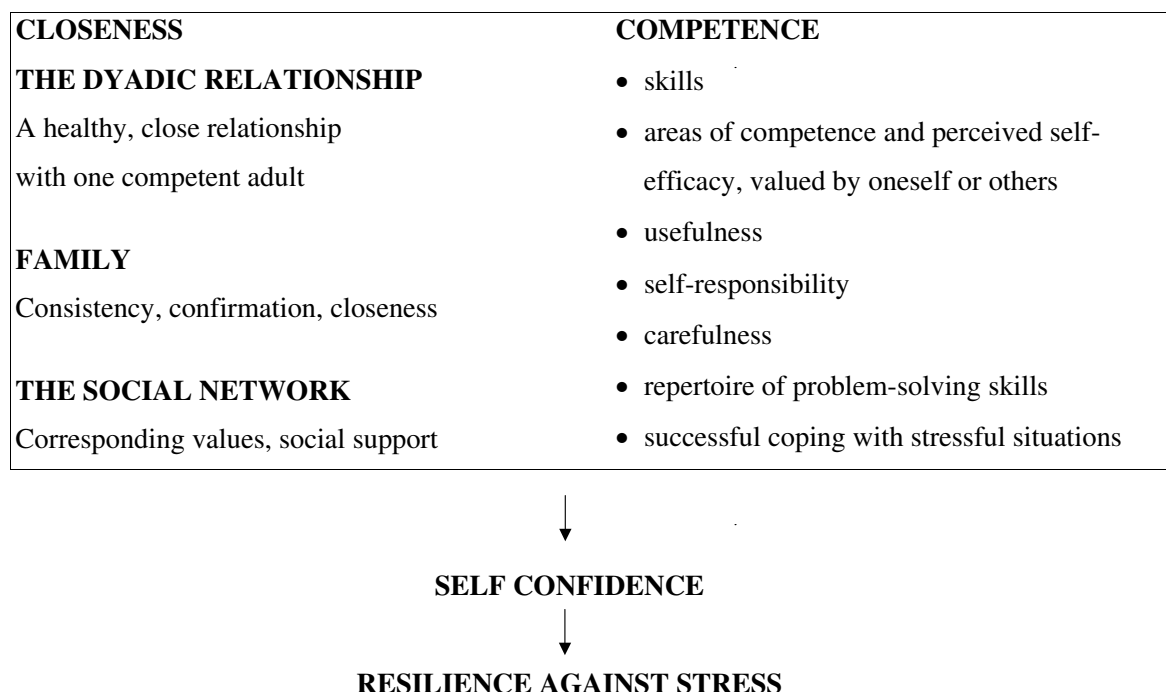 CLOSENESS
THE DYADIC RELATIONSHIP
A healthy, close relationship
with one competent adult
FAMILY
Consistency, confirmation, closeness
THE SOCIAL NETWORK
Corresponding values, social support
COMPETENCE
• skills
• areas of competence and perceived self-
efficacy, valued by oneself or others
• usefulness
• self-responsibility
• carefulness
• repertoire of problem-solving skills
• successful coping with stressful situations
SELF CONFIDENCE
RESILIENCE AGAINST STRESS